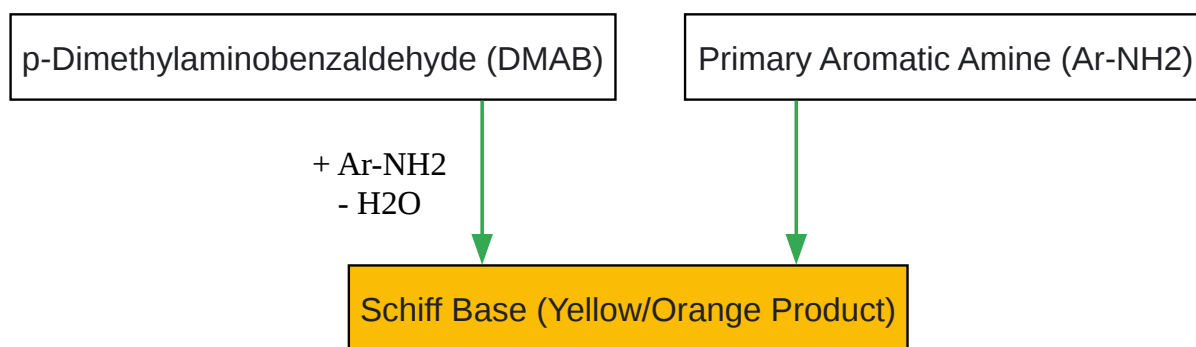 p-Dimethylaminobenzaldehyde (DMAB)
Primary Aromatic Amine (Ar-NH2)
+ Ar-NH2
- H2O
Schiff Base (Yellow/Orange Product)